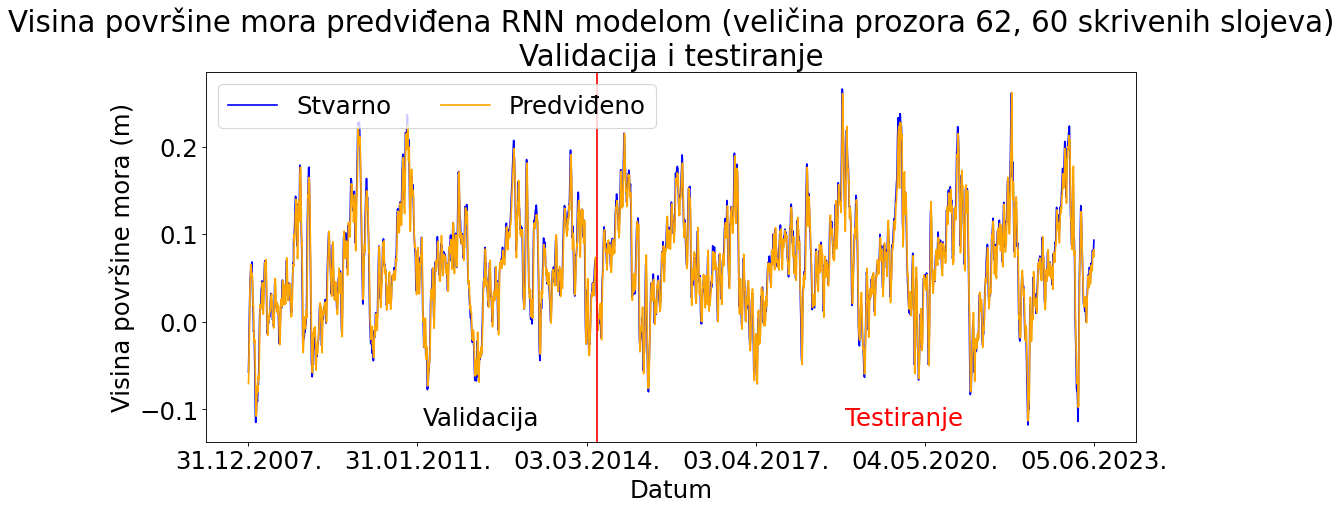 Visina površine mora predviđena RNN modelom (veličina prozora 62, 60 skrivenih slojeva)
Validacija i testiranje
Stvarno
Predviđeno
Visina površine mora (m)
0.2
0.1
0.0
−0.1
Validacija
Testiranje
31.12.2007.
31.01.2011.
03.03.2014.
03.04.2017.
04.05.2020.
05.06.2023.
Datum